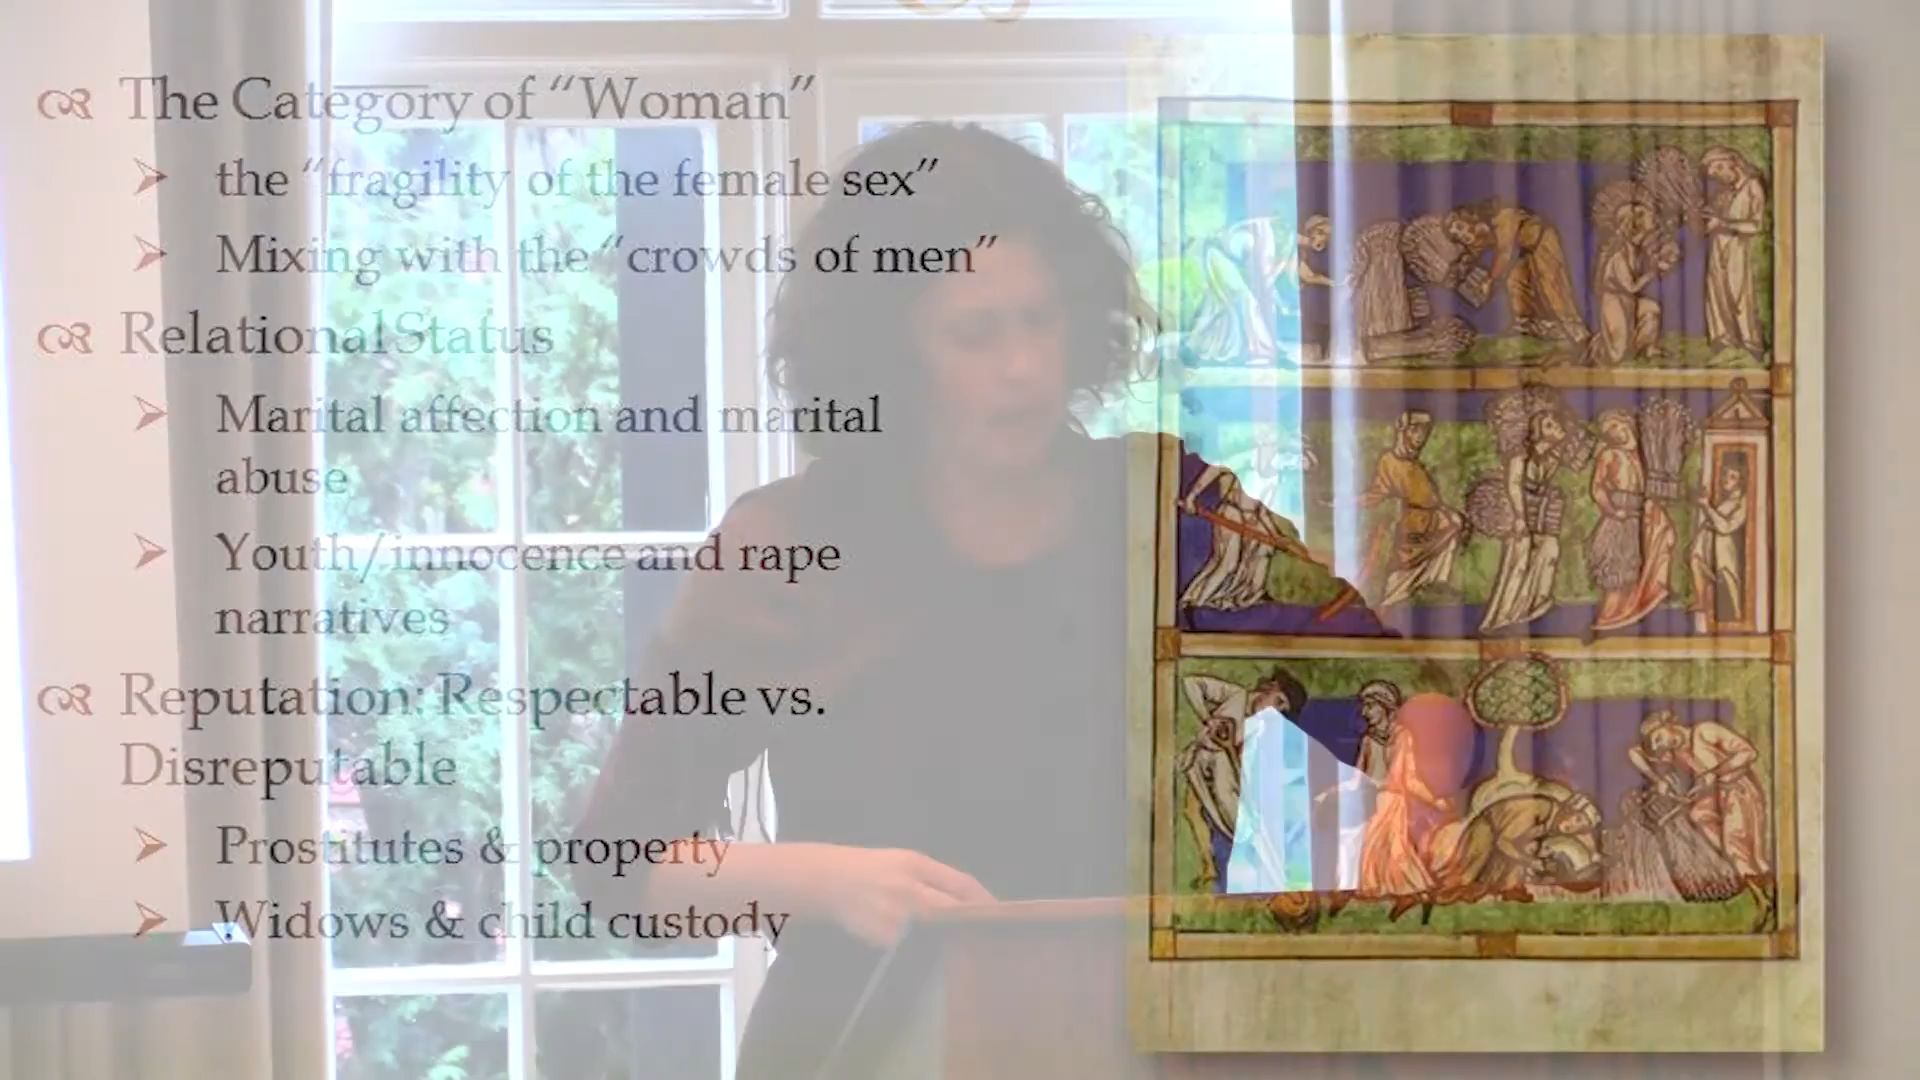 The Category of “Woman”
the “fragility of the female sex”
Mixing with the “crowds of men”
Relational Status
Marital affection and marital
abuse
Youth/innocence and rape
narratives
Reputation: Respectable vs.
Disreputable
Prostitutes & property
Widows & child custody